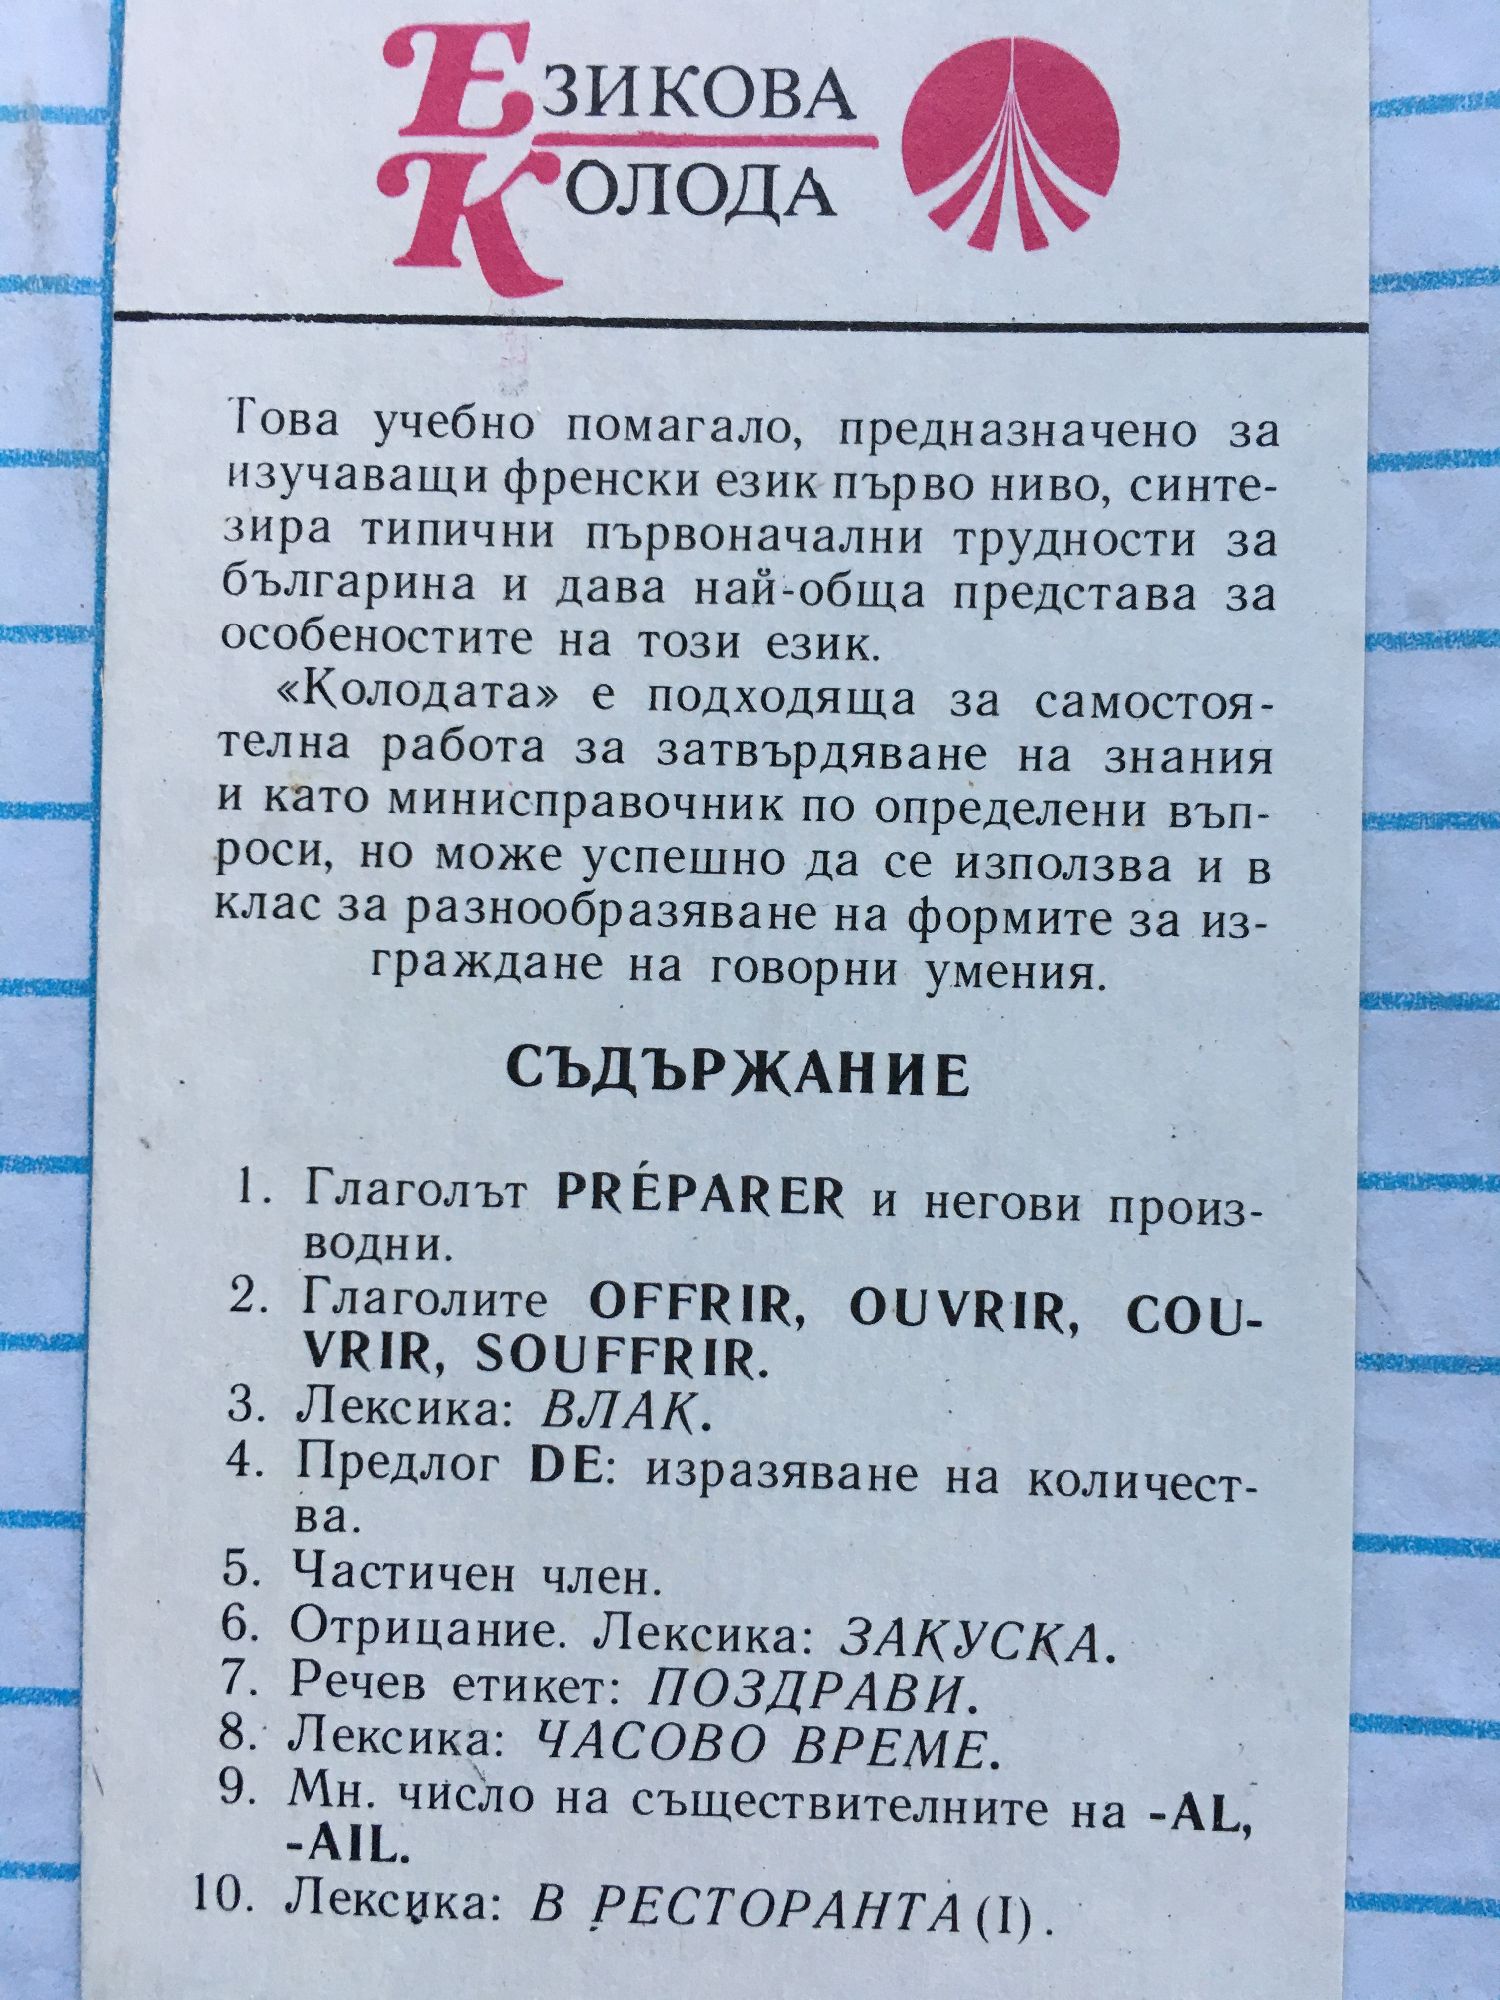 ЕЗИКОВА
КОЛОДА
Това учебно помагало, предназначено за
изучаващи френски език първо ниво, синте-
зира типични първоначални трудности за
българина и дава най-обща представа за
особеностите на този език.
«Колодата» е подходяща за самостоя-
телна работа за затвърдяване на знания
и като минисправочник по определени въп-
роси, но може успешно да се използва и в
клас за разнообразяване на формите за из-
граждане на говорни умения.
СЪДЪРЖАНИЕ
1. Глаголът PRÉPARER и негови произ-
водни.
2. Глаголите OFFRIR, OUVRIR, COU-
VRIR, SOUFFRIR.
3. Лексика: ВЛАК.
4. Предлог DE: изразяване на количест-
ва.
5. Частичен член.
6. Отрицание. Лексика: ЗАКУСКА.
7. Речев етикет: ПОЗДРАВИ.
8. Лексика: ЧАСОВО ВРЕМЕ.
9. Мн. число на съществителните на -AL,
-AIL.
10. Лексика: В РЕСТОРАНТА (I).